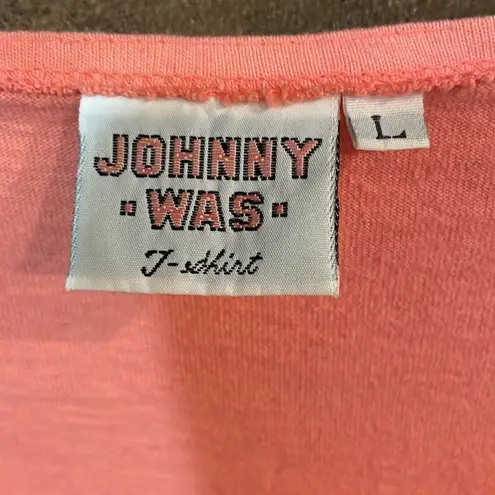 JOHNNY
▪ WAS ▪
T-shirt
L